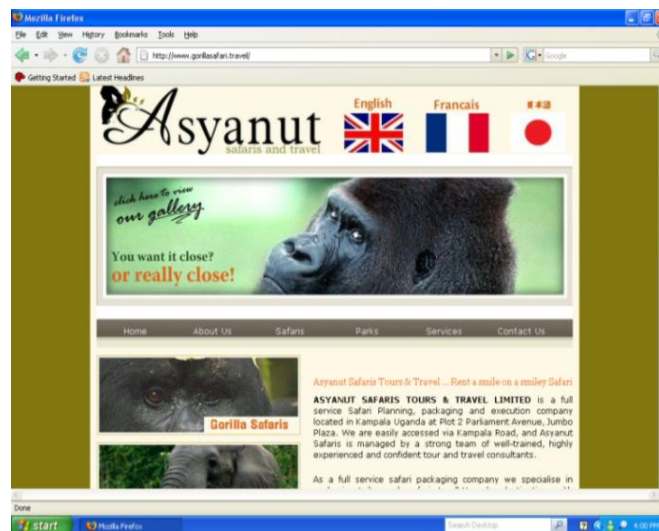 Mozilla Firefox
File Edit View History Bookmarks Tools Help
http://www.gorillasafari.travel/
Google
Getting Started Latest Headlines
Asyanut
safaris and travel
English Francais 日本語
click here to view
our gallery
You want it close?
or really close!
Home About Us Safaris Parks Services Contact Us
Gorilla Safaris
Asyanut Safaris Tours & Travel ... Rent a smile on a smiley Safari
ASYANUT SAFARIS TOURS & TRAVEL LIMITED is a full
service Safari Planning, packaging and execution company
located in Kampala Uganda at Plot 2 Parliament Avenue, Jumbo
Plaza. We are easily accessed via Kampala Road, and Asyanut
Safaris is managed by a strong team of well-trained, highly
experienced and confident tour and travel consultants.
As a full service safari packaging company we specialise in
Done
start Mozilla Firefox Search Desktop 4:00 PM